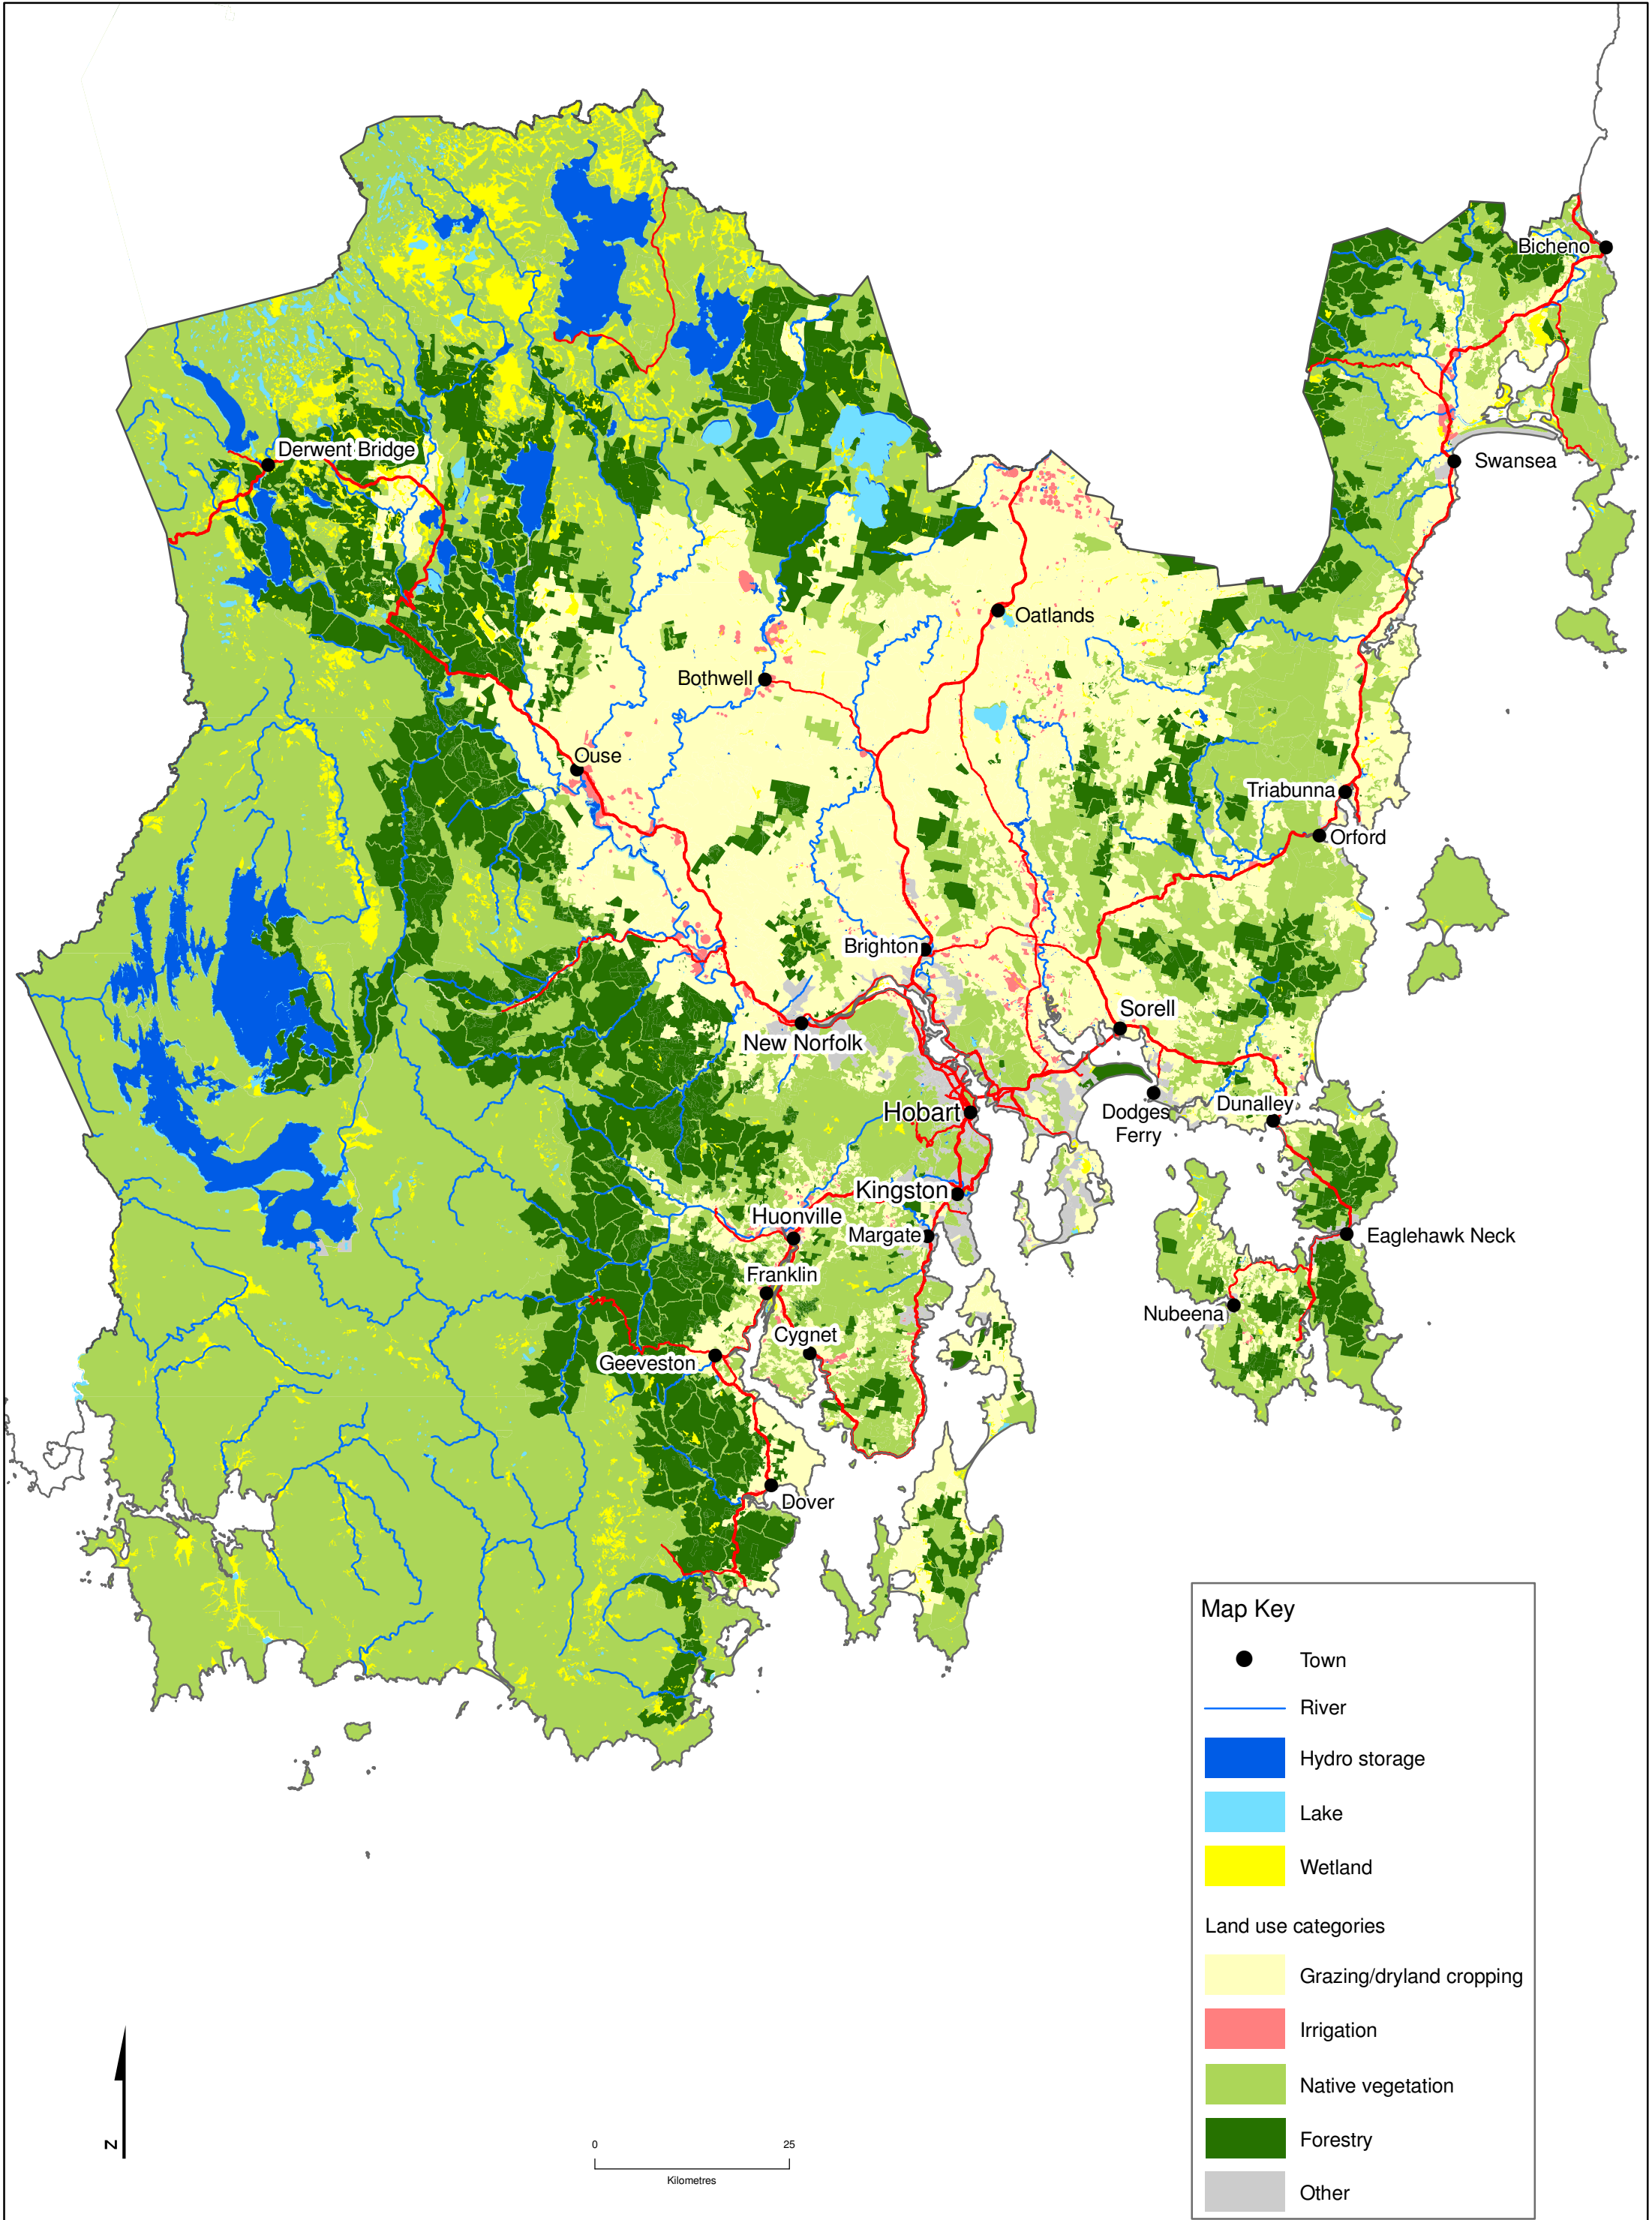 Bicheno
Derwent Bridge
Swansea
Oatlands
Bothwell
Ouse
Triabunna
Orford
Brighton
Sorell
New Norfolk
Hobart
Dodges
Ferry
Dunalley
Kingston
Huonville
Margate
Eaglehawk Neck
Franklin
Nubeena
Cygnet
Geeveston
Dover
Map Key
Town
River
Hydro storage
Lake
Wetland
Land use categories
Grazing/dryland cropping
Irrigation
Native vegetation
Forestry
Other
N
0 25
Kilometres